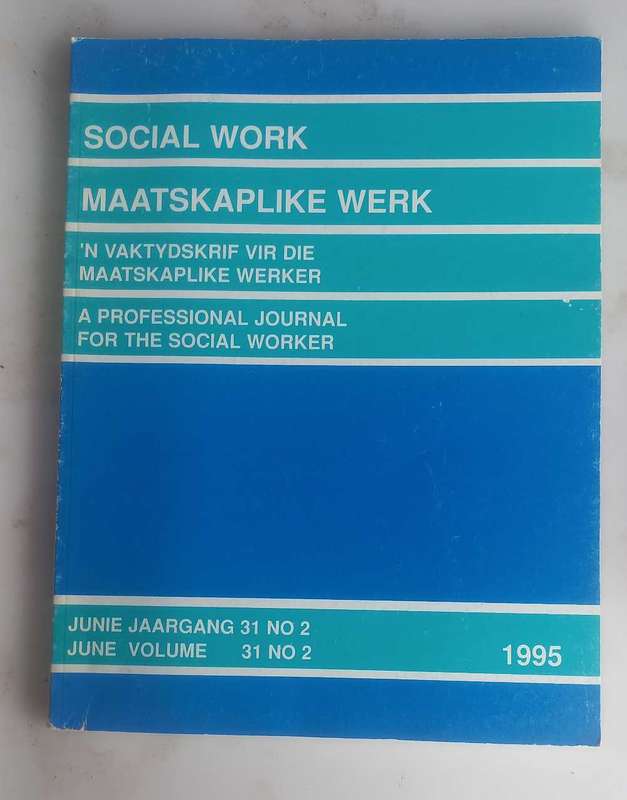 SOCIAL WORK
MAATSKAPLIKE WERK
'N VAKTYDSKRIF VIR DIE
MAATSKAPLIKE WERKER
A PROFESSIONAL JOURNAL
FOR THE SOCIAL WORKER
JUNIE JAARGANG 31 NO 2
JUNE VOLUME 31 NO 2
1995